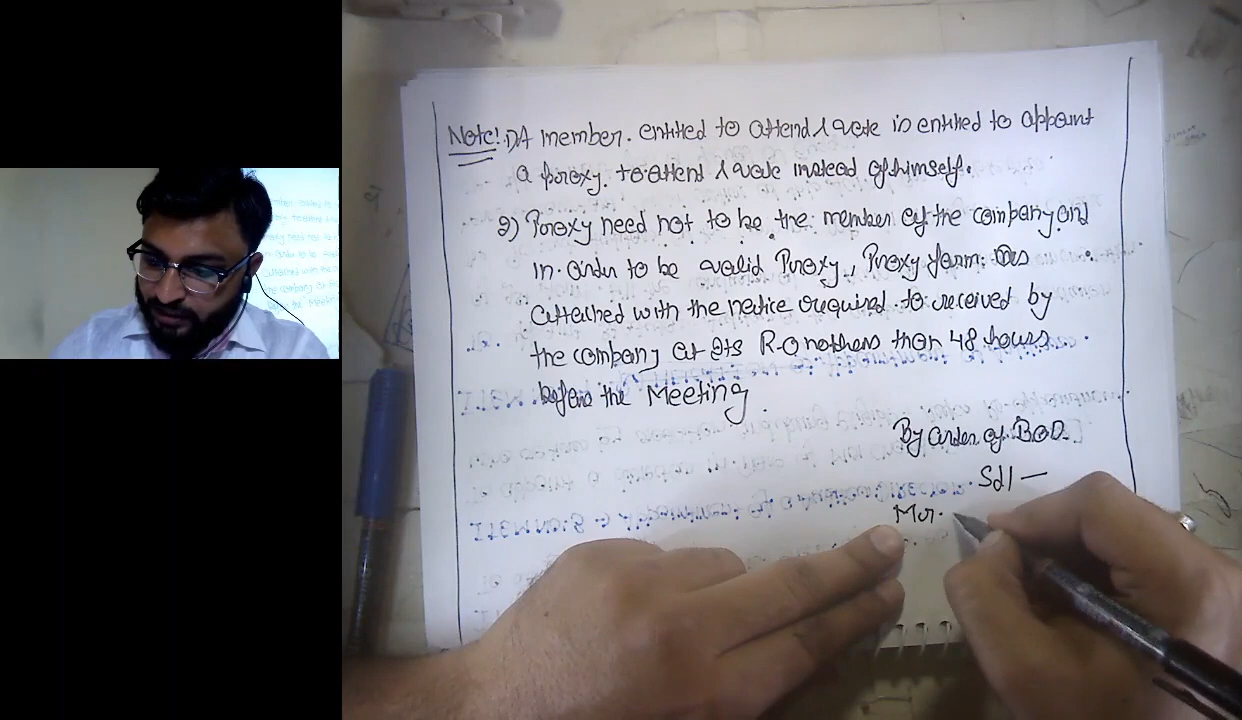 Note: 1) A member entitled to attend & vote is entitled to appoint
a proxy to attend & vote instead of himself.
2) Proxy need not to be the member of the company and
in order to be valid Proxy, Proxy form as
attached with the notice required to received by
the company at its R.O not less than 48 hours
before the Meeting
By order of BOD
Sd/-
Mr.